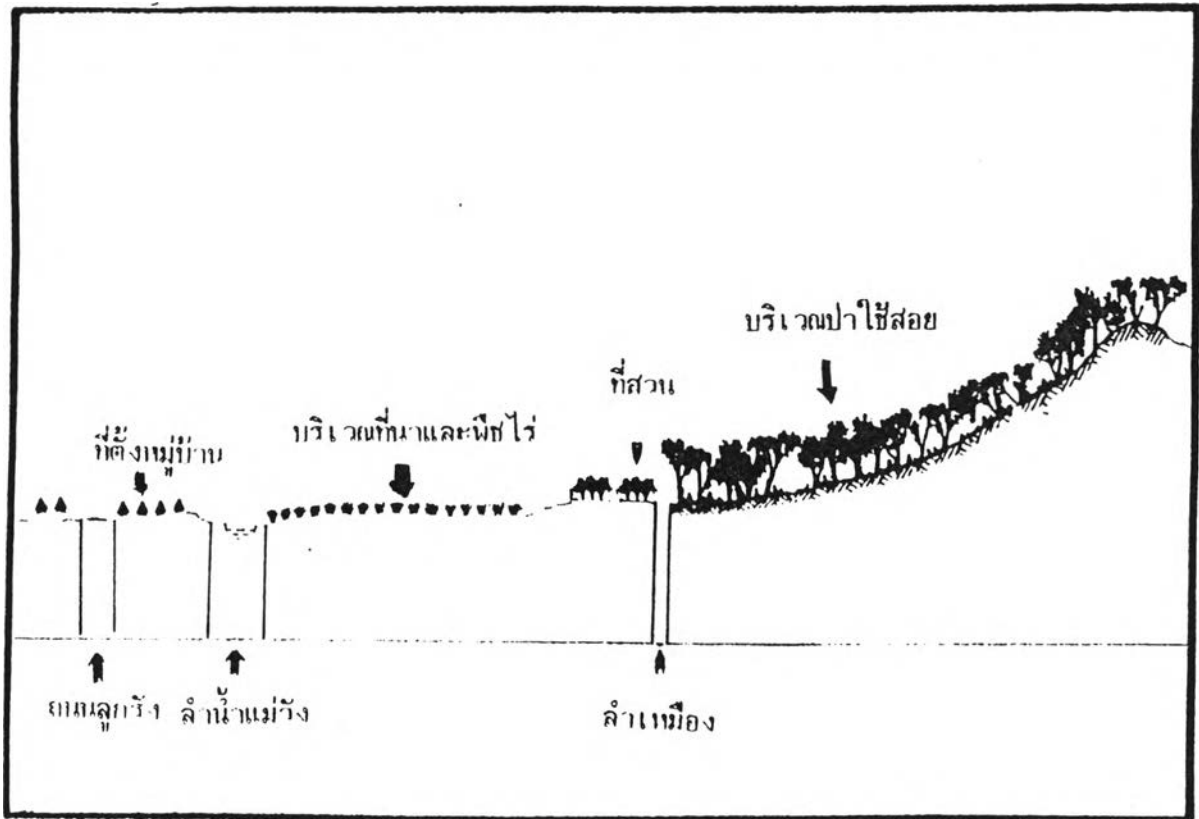 บริเวณป่าใช้สอย
ที่สวน
บริเวณที่นาและพืชไร่
ที่ตั้งหมู่บ้าน
ถนนลูกรัง
ลำน้ำแม่วัง
ลำเหมือง